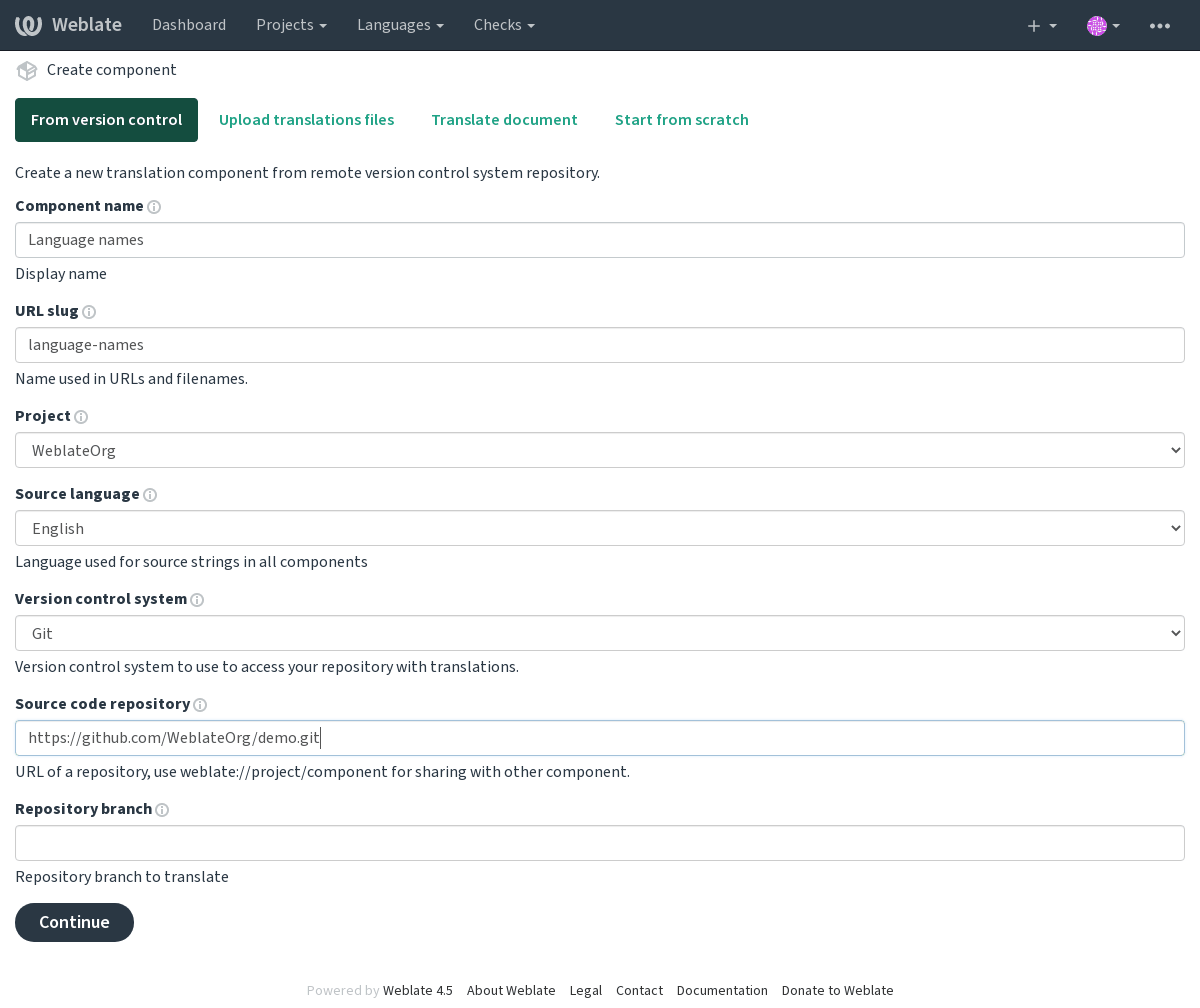 Weblate Dashboard Projects Languages Checks
Create component
From version control Upload translations files Translate document Start from scratch
Create a new translation component from remote version control system repository.
Component name
Language names
Display name
URL slug
language-names
Name used in URLs and filenames.
Project
WeblateOrg
Source language
English
Language used for source strings in all components
Version control system
Git
Version control system to use to access your repository with translations.
Source code repository
https://github.com/WeblateOrg/demo.git
URL of a repository, use weblate://project/component for sharing with other component.
Repository branch
Repository branch to translate
Continue
Powered by Weblate 4.5 About Weblate Legal Contact Documentation Donate to Weblate